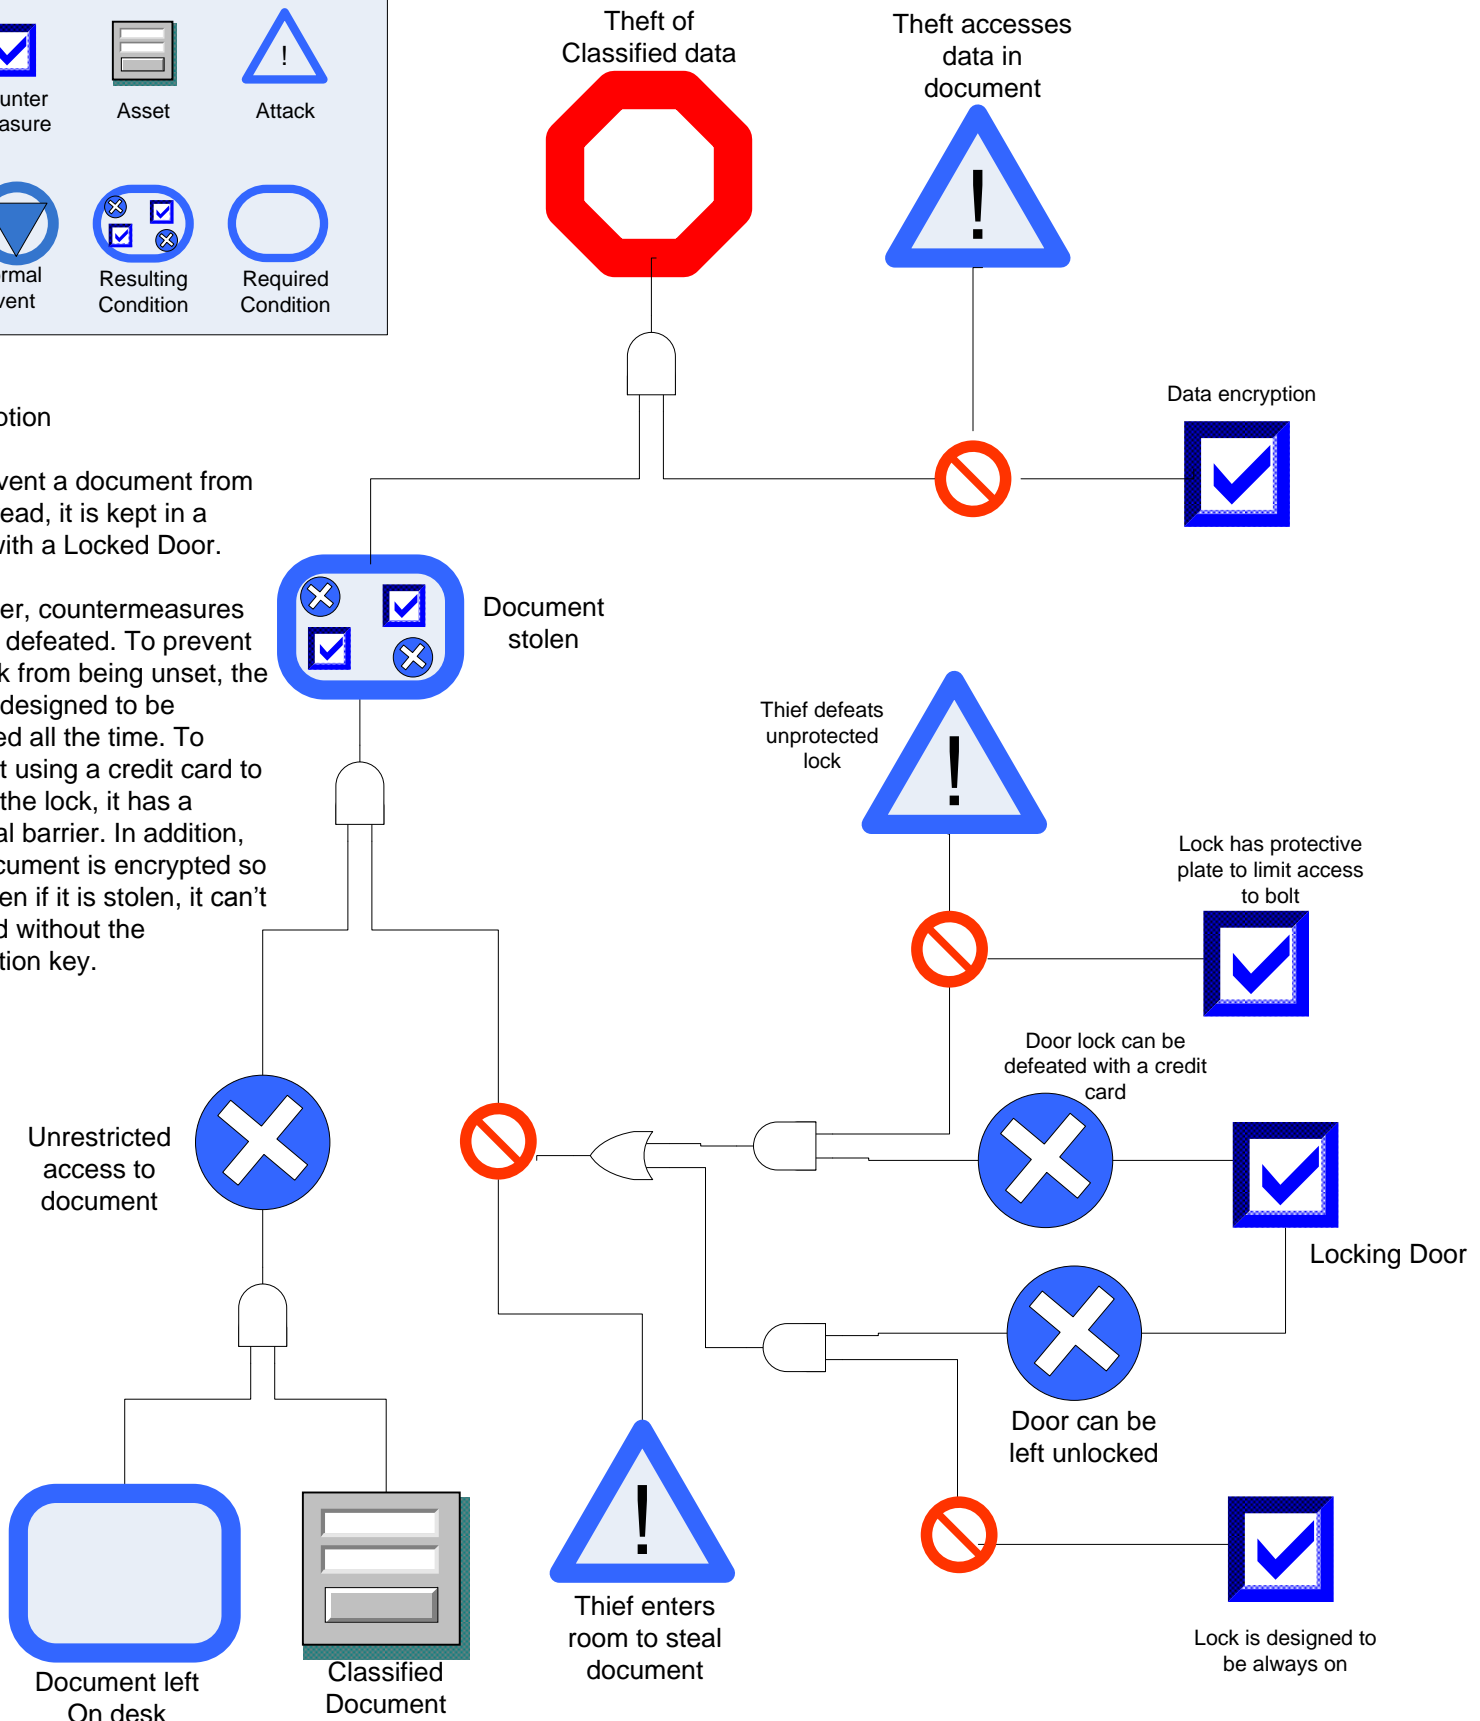 Theft of
Classified data
Theft accesses
data in
document
unter
asure
Asset
Attack
!
!
rmal
vent
Resulting
Condition
Required
Condition
Data encryption
otion
vent a document from
ead, it is kept in a
with a Locked Door.
er, countermeasures
defeated. To prevent
k from being unset, the
designed to be
ed all the time. To
t using a credit card to
the lock, it has a
al barrier. In addition,
cument is encrypted so
en if it is stolen, it can't
d without the
tion key.
Document
stolen
Thief defeats
unprotected
lock
!
Lock has protective
plate to limit access
to bolt
Door lock can be
defeated with a credit
card
Unrestricted
access to
document
Locking Door
Door can be
left unlocked
!
Thief enters
room to steal
document
Lock is designed to
be always on
Document left
On desk
Classified
Document